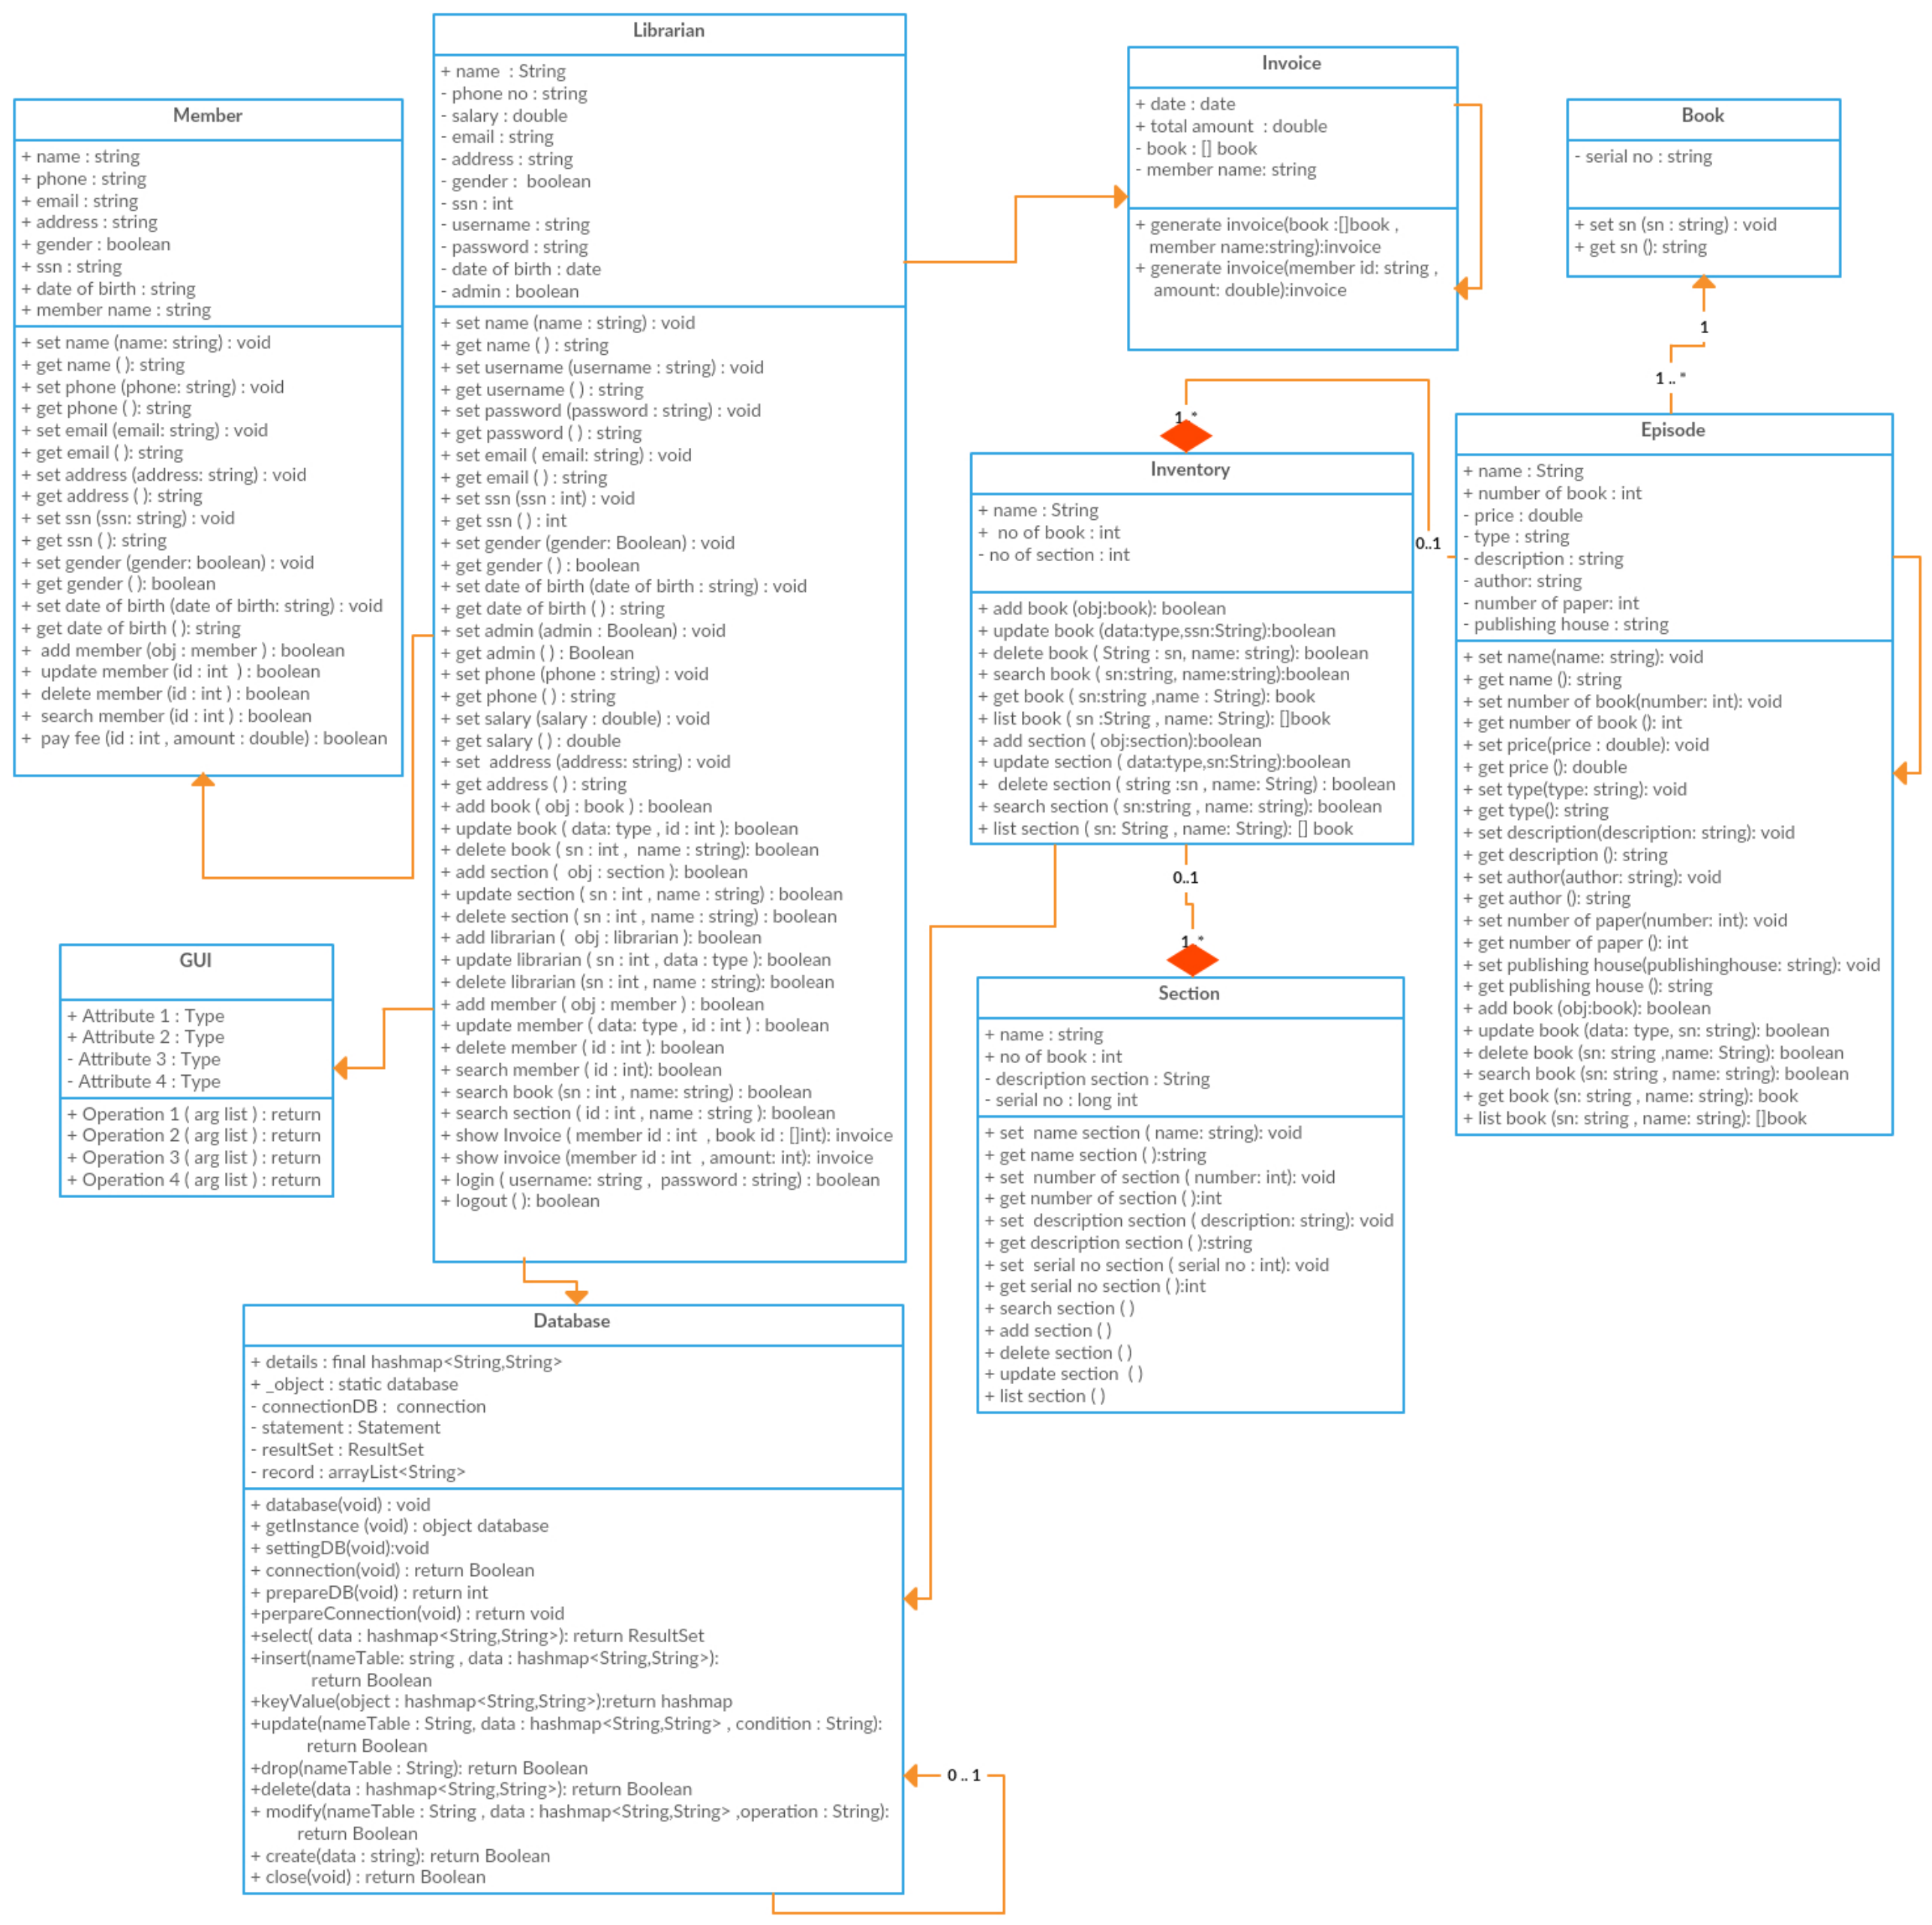 Librarian
+ name  : String
- phone no : string
- salary : double
- email : string
- address : string
- gender :  boolean
- ssn : int
- username : string
- password : string
- date of birth : date
- admin : boolean
+ set name (name : string) : void
+ get name ( ) : string
+ set username (username : string) : void
+ get username ( ) : string
+ set password (password : string) : void
+ get password ( ) : string
+ set email ( email: string) : void
+ get email ( ) : string
+ set ssn (ssn : int) : void
+ get ssn ( ) : int
+ set gender (gender: Boolean) : void
+ get gender ( ) : boolean
+ set date of birth (date of birth : string) : void
+ get date of birth ( ) : string
+ set admin (admin : Boolean) : void
+ get admin ( ) : Boolean
+ set phone (phone : string) : void
+ get phone ( ) : string
+ set salary (salary : double) : void
+ get salary ( ) : double
+ set  address (address: string) : void
+ get address ( ) : string
+ add book ( obj : book ) : boolean
+ update book ( data: type , id : int ): boolean
+ delete book ( sn : int ,  name : string): boolean
+ add section (  obj : section ): boolean
+ update section ( sn : int , name : string) : boolean
+ delete section ( sn : int , name : string) : boolean
+ add librarian (  obj : librarian ): boolean
+ update librarian ( sn : int , data : type ): boolean
+ delete librarian (sn : int , name : string): boolean
+ add member ( obj : member ) : boolean
+ update member ( data: type , id : int ) : boolean
+ delete member ( id : int ): boolean
+ search member ( id : int): boolean
+ search book (sn : int , name: string) : boolean
+ search section ( id : int , name : string ): boolean
+ show Invoice ( member id : int  , book id : []int): invoice
+ show invoice (member id : int  , amount: int): invoice
+ login ( username: string ,  password : string) : boolean
+ logout ( ): boolean
Member
+ name : string
+ phone : string
+ email : string
+ address : string
+ gender : boolean
+ ssn : string
+ date of birth : string
+ member name : string
+ set name (name: string) : void
+ get name ( ): string
+ set phone (phone: string) : void
+ get phone ( ): string
+ set email (email: string) : void
+ get email ( ): string
+ set address (address: string) : void
+ get address ( ): string
+ set ssn (ssn: string) : void
+ get ssn ( ): string
+ set gender (gender: boolean) : void
+ get gender ( ): boolean
+ set date of birth (date of birth: string) : void
+ get date of birth ( ): string
+  add member (obj : member ) : boolean
+  update member (id : int  ) : boolean
+  delete member (id : int ) : boolean
+  search member (id : int ) : boolean
+  pay fee (id : int , amount : double) : boolean
Invoice
+ date : date
+ total amount  : double
- book : [] book
- member name: string
+ generate invoice(book :[]book ,
member name:string):invoice
+ generate invoice(member id: string ,
amount: double):invoice
Book
- serial no : string
+ set sn (sn : string) : void
+ get sn (): string
1
1 .. *
1..*
0..1
Inventory
+ name : String
+  no of book : int
- no of section : int
+ add book (obj:book): boolean
+ update book (data:type,ssn:String):boolean
+ delete book ( String : sn, name: string): boolean
+ search book ( sn:string, name:string):boolean
+ get book ( sn:string ,name : String): book
+ list book ( sn :String , name: String): []book
+ add section ( obj:section):boolean
+ update section ( data:type,sn:String):boolean
+  delete section ( string :sn , name: String) : boolean
+ search section ( sn:string , name: string): boolean
+ list section ( sn: String , name: String): [] book
0..1
1..*
Episode
+ name : String
+ number of book : int
- price : double
- type : string
- description : string
- author: string
- number of paper: int
- publishing house : string
+ set name(name: string): void
+ get name (): string
+ set number of book(number: int): void
+ get number of book (): int
+ set price(price : double): void
+ get price (): double
+ set type(type: string): void
+ get type(): string
+ set description(description: string): void
+ get description (): string
+ set author(author: string): void
+ get author (): string
+ set number of paper(number: int): void
+ get number of paper (): int
+ set publishing house(publishinghouse: string): void
+ get publishing house (): string
+ add book (obj:book): boolean
+ update book (data: type, sn: string): boolean
+ delete book (sn: string ,name: String): boolean
+ search book (sn: string , name: string): boolean
+ get book (sn: string , name: string): book
+ list book (sn: string , name: string): []book
GUI
+ Attribute 1 : Type
+ Attribute 2 : Type
- Attribute 3 : Type
- Attribute 4 : Type
+ Operation 1 ( arg list ) : return
+ Operation 2 ( arg list ) : return
+ Operation 3 ( arg list ) : return
+ Operation 4 ( arg list ) : return
Section
+ name : string
+ no of book : int
- description section : String
- serial no : long int
+ set  name section ( name: string): void
+ get name section ( ):string
+ set  number of section ( number: int): void
+ get number of section ( ):int
+ set  description section ( description: string): void
+ get description section ( ):string
+ set  serial no section ( serial no : int): void
+ get serial no section ( ):int
+ search section ( )
+ add section ( )
+ delete section ( )
+ update section  ( )
+ list section ( )
Database
+ details : final hashmap<String,String>
+ _object : static database
- connectionDB :  connection
- statement : Statement
- resultSet : ResultSet
- record : arrayList<String>
+ database(void) : void
+ getInstance (void) : object database
+ settingDB(void):void
+ connection(void) : return Boolean
+ prepareDB(void) : return int
+perpareConnection(void) : return void
+select( data : hashmap<String,String>): return ResultSet
+insert(nameTable: string , data : hashmap<String,String>):
return Boolean
+keyValue(object : hashmap<String,String>):return hashmap
+update(nameTable : String, data : hashmap<String,String> , condition : String):
return Boolean
+drop(nameTable : String): return Boolean
+delete(data : hashmap<String,String>): return Boolean
+ modify(nameTable : String , data : hashmap<String,String> ,operation : String):
return Boolean
+ create(data : string): return Boolean
+ close(void) : return Boolean
0 .. 1